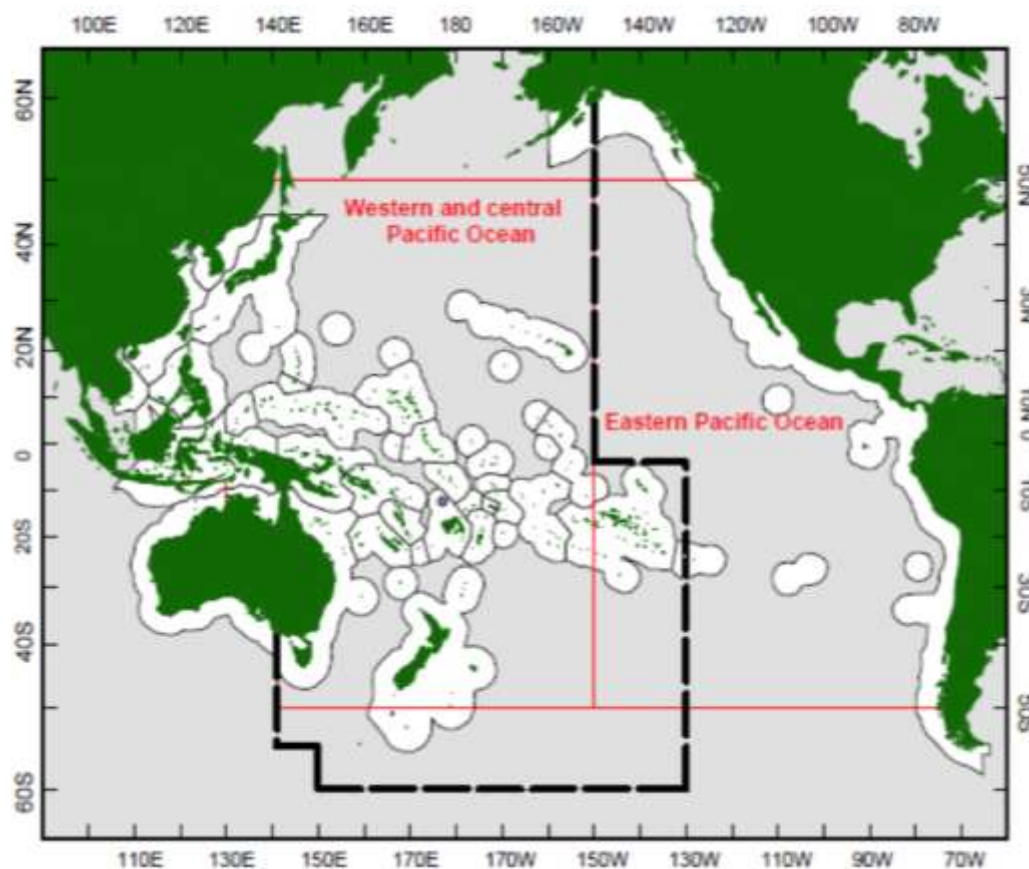 100E 120E 140E 160E 180 160W 140W 120W 100W 80W
60N
50N
Western and central
Pacific Ocean
40N
30N
20N
10N
Eastern Pacific Ocean
0
0
10S
20S
30S
40S
50S
60S
110E 130E 150E 170E 170W 150W 130W 110W 90W 70W